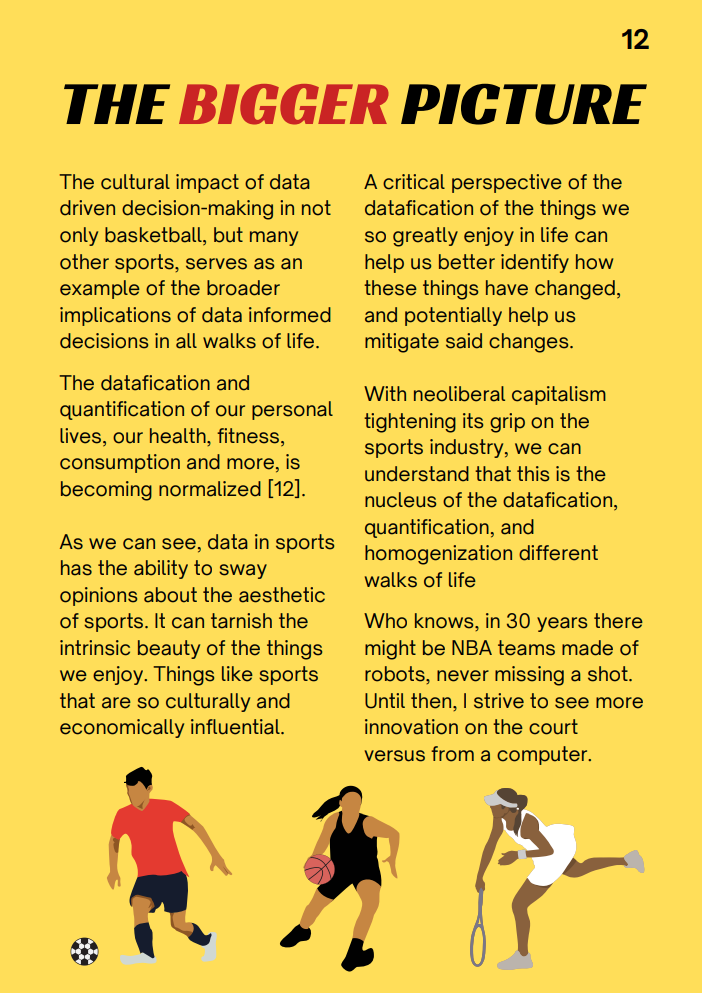 12
THE BIGGER PICTURE
The cultural impact of data
driven decision-making in not
only basketball, but many
other sports, serves as an
example of the broader
implications of data informed
decisions in all walks of life.
The datafication and
quantification of our personal
lives, our health, fitness,
consumption and more, is
becoming normalized [12].
As we can see, data in sports
has the ability to sway
opinions about the aesthetic
of sports. It can tarnish the
intrinsic beauty of the things
we enjoy. Things like sports
that are so culturally and
economically influential.
A critical perspective of the
datafication of the things we
so greatly enjoy in life can
help us better identify how
these things have changed,
and potentially help us
mitigate said changes.
With neoliberal capitalism
tightening its grip on the
sports industry, we can
understand that this is the
nucleus of the datafication,
quantification, and
homogenization different
walks of life
Who knows, in 30 years there
might be NBA teams made of
robots, never missing a shot.
Until then, I strive to see more
innovation on the court
versus from a computer.